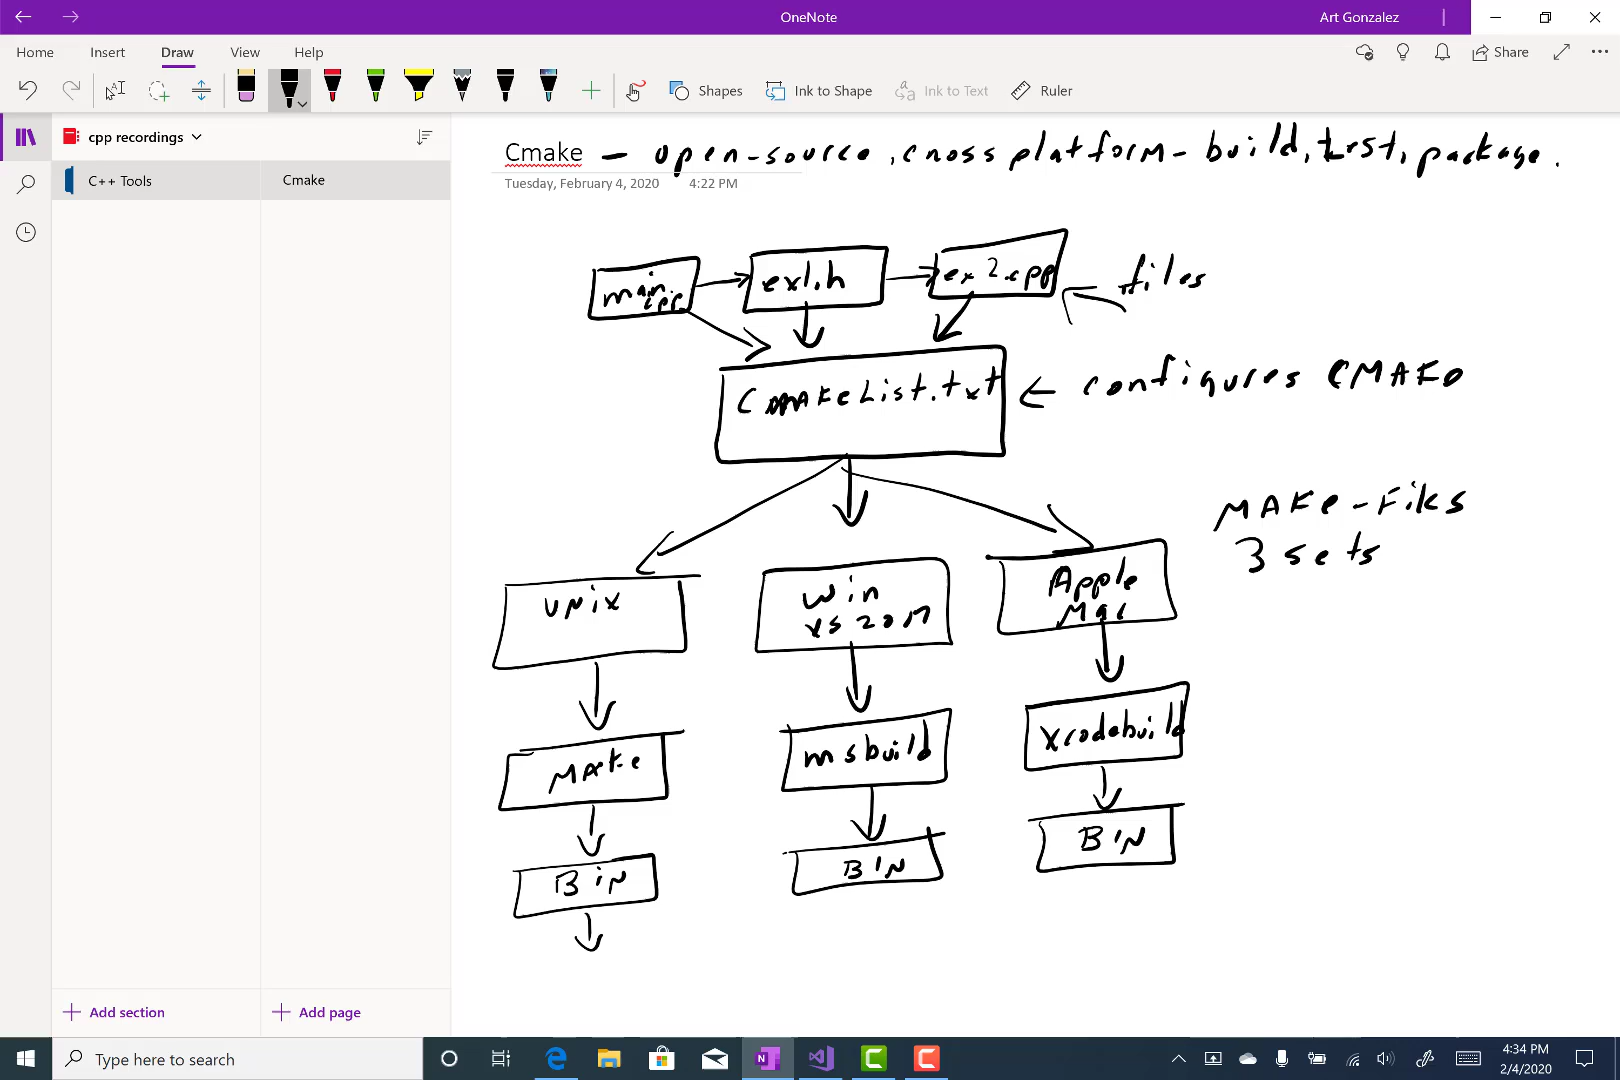 OneNote
Art Gonzalez
Home Insert Draw View Help
Share
Shapes Ink to Shape Ink to Text Ruler
cpp recordings
C++ Tools
Cmake
Cmake — open-source, cross platform - build, test, package.
Tuesday, February 4, 2020 4:22 PM
main.cpp
ex1.h
ex2.cpp
files
CmakeList.txt
configures CMAKe
MAKe-Files
3 sets
UNiX
Win
VS 2017
Apple
Mac
MAKe
msbuild
xcodebuild
BiN
BIN
BIN
Add section
Add page
Type here to search
4:34 PM
2/4/2020